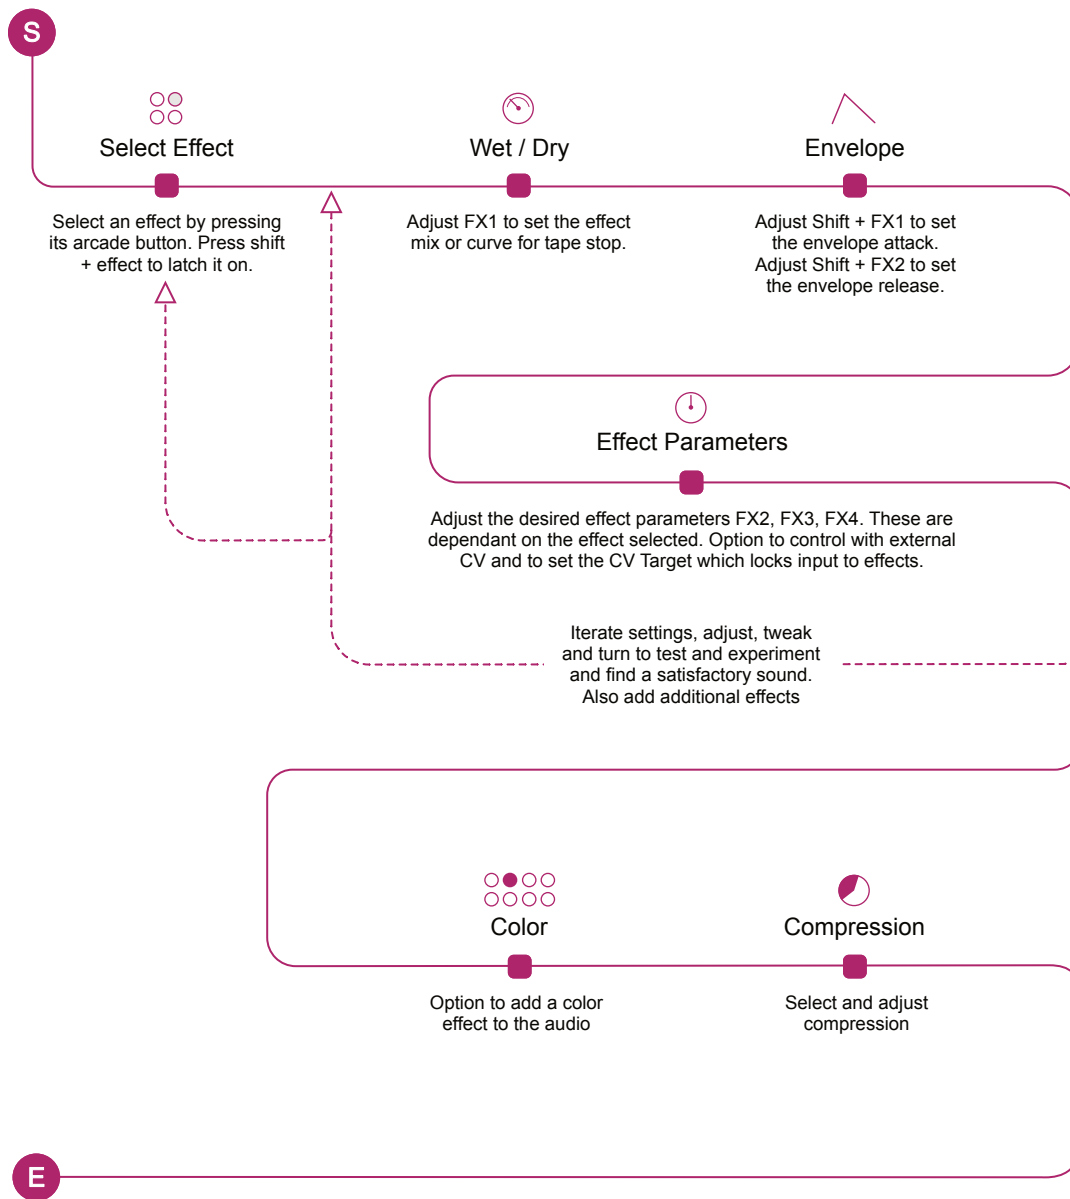 S
Select Effect
Select an effect by pressing
its arcade button. Press shift
+ effect to latch it on.
Wet / Dry
Adjust FX1 to set the effect
mix or curve for tape stop.
Envelope
Adjust Shift + FX1 to set
the envelope attack.
Adjust Shift + FX2 to set
the envelope release.
Effect Parameters
Adjust the desired effect parameters FX2, FX3, FX4. These are
dependant on the effect selected. Option to control with external
CV and to set the CV Target which locks input to effects.
Iterate settings, adjust, tweak
and turn to test and experiment
and find a satisfactory sound.
Also add additional effects
Color
Option to add a color
effect to the audio
Compression
Select and adjust
compression
E